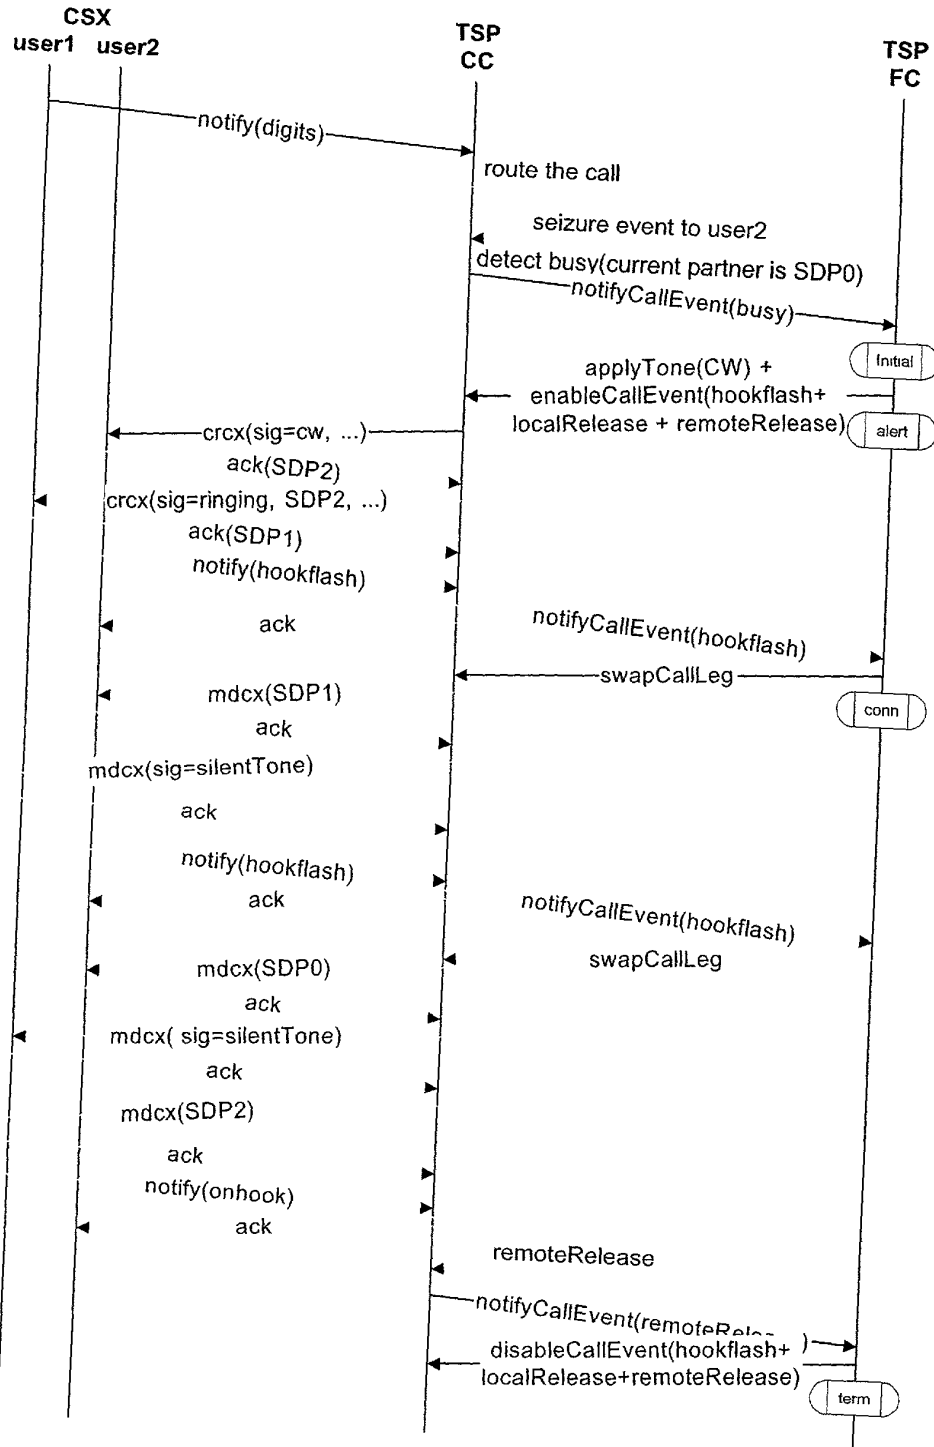 CSX
user1 user2
TSP
CC
TSP
FC
notify(digits)
route the call
seizure event to user2
detect busy(current partner is SDP0)
notifyCallEvent(busy)
Initial
applyTone(CW) +
enableCallEvent(hookflash+
localRelease + remoteRelease)
alert
crcx(sig=cw, ...)
ack(SDP2)
crcx(sig=ringing, SDP2, ...)
ack(SDP1)
notify(hookflash)
ack
notifyCallEvent(hookflash)
swapCallLeg
conn
mdcx(SDP1)
ack
mdcx(sig=silentTone)
ack
notify(hookflash)
ack
notifyCallEvent(hookflash)
swapCallLeg
mdcx(SDP0)
ack
mdcx( sig=silentTone)
ack
mdcx(SDP2)
ack
notify(onhook)
ack
remoteRelease
notifyCallEvent( )
disableCallEvent(hookflash+
localRelease+remoteRelease)
term